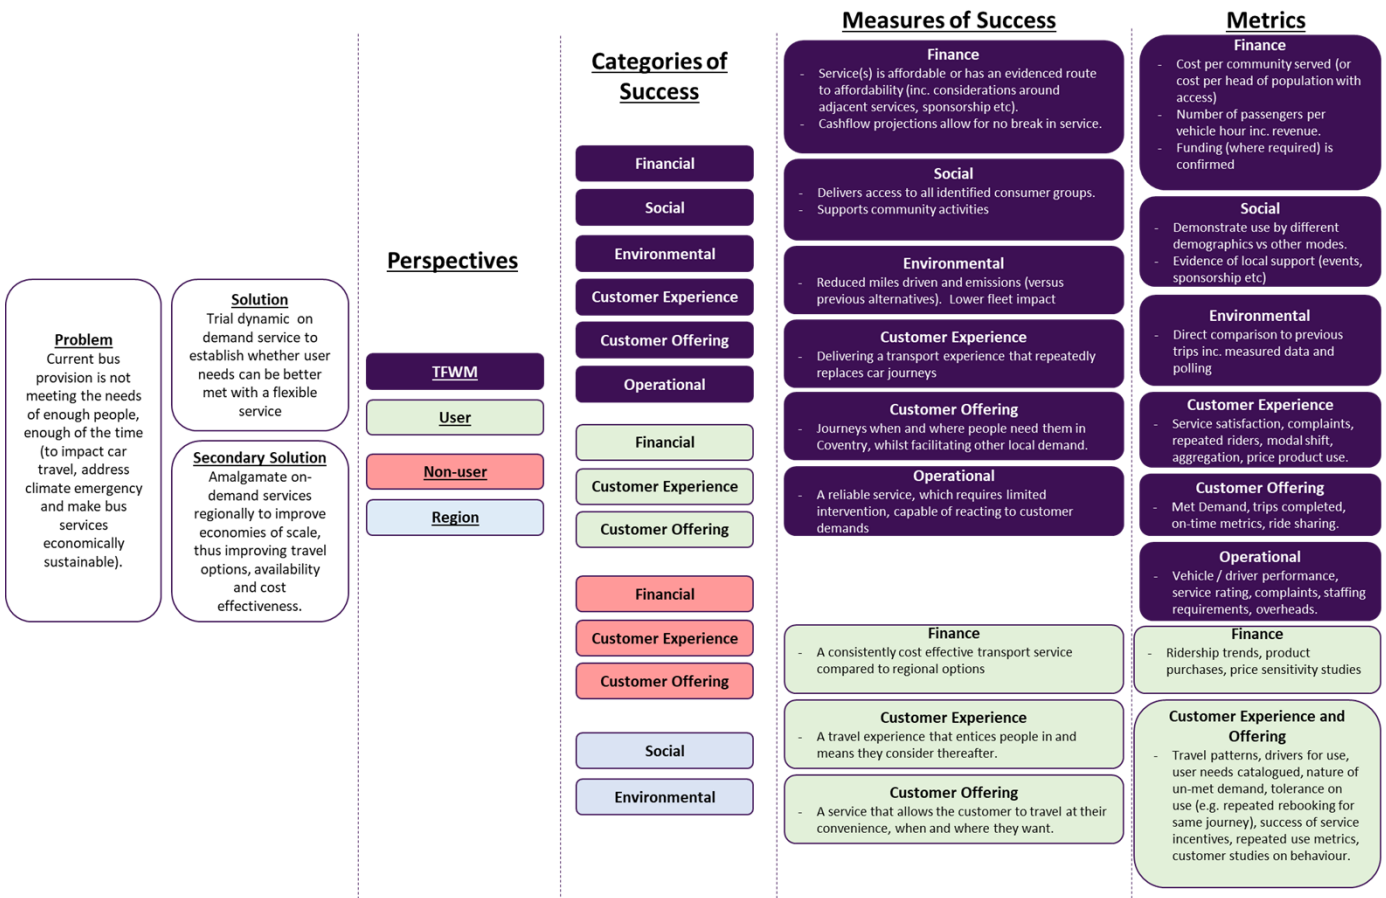 Problem
Current bus
provision is not
meeting the needs
of enough people,
enough of the time
(to impact car
travel, address
climate emergency
and make bus
services
economically
sustainable).
Solution
Trial dynamic on
demand service to
establish whether user
needs can be better
met with a flexible
service
Secondary Solution
Amalgamate on-
demand services
regionally to improve
economies of scale,
thus improving travel
options, availability
and cost
effectiveness.
Perspectives
TFWM
User
Non-user
Region
Categories of
Success
Financial
Social
Environmental
Customer Experience
Customer Offering
Operational
Financial
Customer Experience
Customer Offering
Financial
Customer Experience
Customer Offering
Social
Environmental
Measures of Success
Finance
- Service(s) is affordable or has an evidenced route
to affordability (inc. considerations around
adjacent services, sponsorship etc).
- Cashflow projections allow for no break in service.
Social
- Delivers access to all identified consumer groups.
- Supports community activities
Environmental
- Reduced miles driven and emissions (versus
previous alternatives). Lower fleet impact
Customer Experience
- Delivering a transport experience that repeatedly
replaces car journeys
Customer Offering
- Journeys when and where people need them in
Coventry, whilst facilitating other local demand.
Operational
- A reliable service, which requires limited
intervention, capable of reacting to customer
demands
Finance
- A consistently cost effective transport service
compared to regional options
Customer Experience
- A travel experience that entices people in and
means they consider thereafter.
Customer Offering
- A service that allows the customer to travel at their
convenience, when and where they want.
Metrics
Finance
- Cost per community served (or
cost per head of population with
access)
- Number of passengers per
vehicle hour inc. revenue.
- Funding (where required) is
confirmed
Social
- Demonstrate use by different
demographics vs other modes.
- Evidence of local support (events,
sponsorship etc)
Environmental
- Direct comparison to previous
trips inc. measured data and
polling
Customer Experience
- Service satisfaction, complaints,
repeated riders, modal shift,
aggregation, price product use.
Customer Offering
- Met Demand, trips completed,
on-time metrics, ride sharing.
Operational
- Vehicle / driver performance,
service rating, complaints, staffing
requirements, overheads.
Finance
- Ridership trends, product
purchases, price sensitivity studies
Customer Experience and
Offering
- Travel patterns, drivers for use,
user needs catalogued, nature of
un-met demand, tolerance on
use (e.g. repeated rebooking for
same journey), success of service
incentives, repeated use metrics,
customer studies on behaviour.